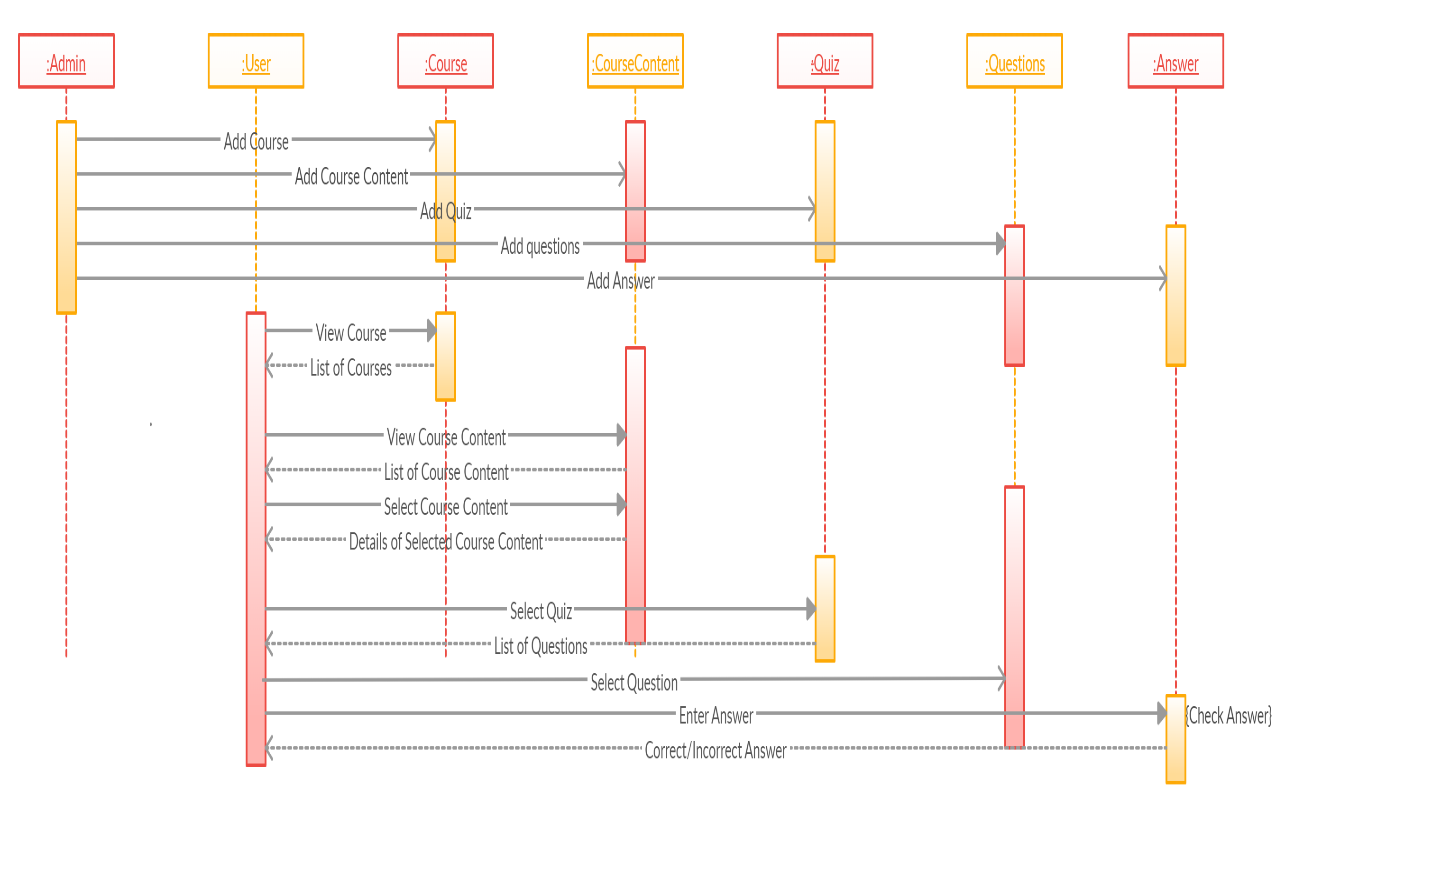 :Admin
:User
:Course
:CourseContent
:Quiz
:Questions
:Answer
Add Course
Add Course Content
Add Quiz
Add questions
Add Answer
View Course
List of Courses
View Course Content
List of Course Content
Select Course Content
Details of Selected Course Content
Select Quiz
List of Questions
Select Question
Enter Answer
{Check Answer}
Correct/Incorrect Answer